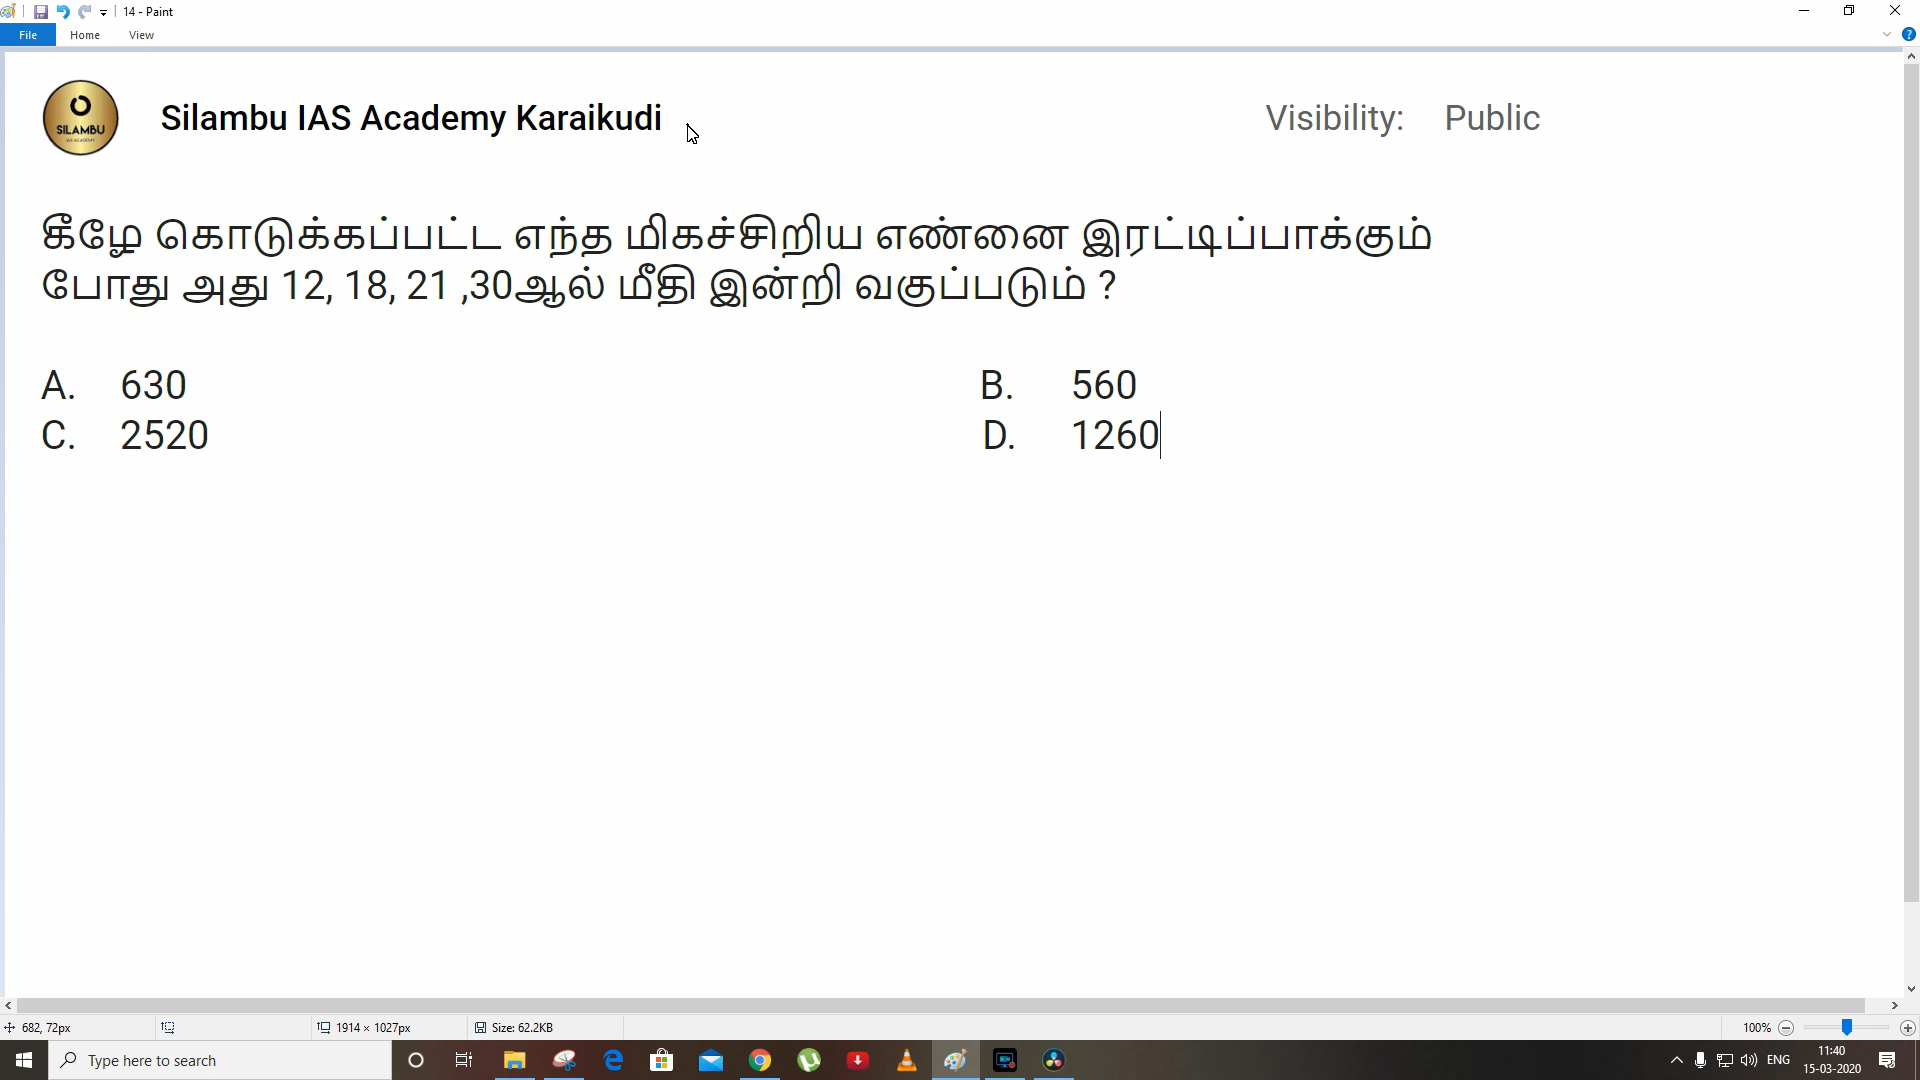 14 - Paint
File Home View
SILAMBU
Silambu IAS Academy Karaikudi Visibility: Public
கீழே கொடுக்கப்பட்ட எந்த மிகச்சிறிய எண்னை இரட்டிப்பாக்கும்
போது அது 12, 18, 21 ,30ஆல் மீதி இன்றி வகுப்படும் ?
A. 630 B. 560
C. 2520 D. 1260
682, 72px 1914 × 1027px Size: 62.2KB 100%
Type here to search ENG 11:40
15-03-2020